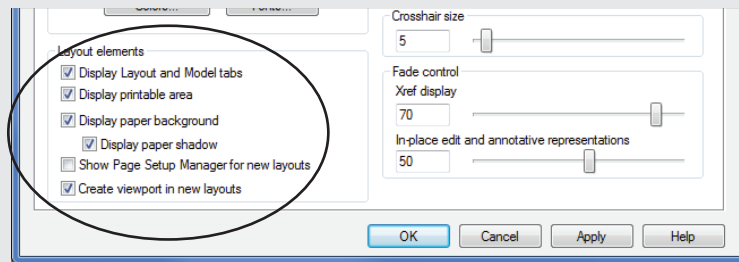 Colors...
Fonts...
Layout elements
Display Layout and Model tabs
Display printable area
Display paper background
Display paper shadow
Show Page Setup Manager for new layouts
Create viewport in new layouts
Crosshair size
5
Fade control
Xref display
70
In-place edit and annotative representations
50
OK
Cancel
Apply
Help